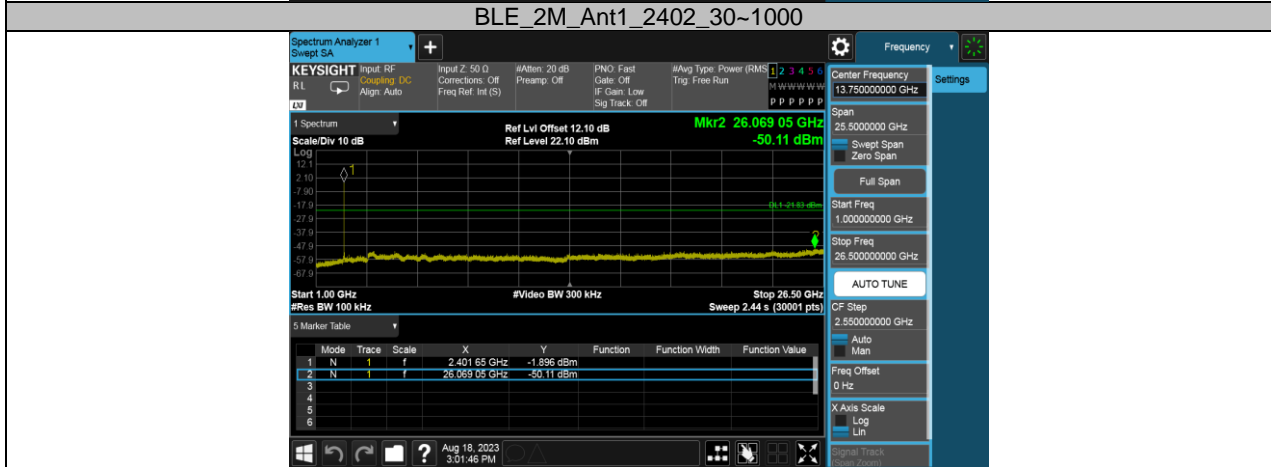 BLE_2M_Ant1_2402_30~1000
Spectrum Analyzer 1
Swept SA
+
Frequency
KEYSIGHT
RL
LXI
Input: RF
Coupling: DC
Align: Auto
Input Z: 50 Ω
Corrections: Off
Freq Ref: Int (S)
#Atten: 20 dB
Preamp: Off
PNO: Fast
Gate: Off
IF Gain: Low
Sig Track: Off
#Avg Type: Power (RMS
Trig: Free Run
1 2 3 4 5 6
M W W W W W
P P P P P P
Center Frequency
13.750000000 GHz
Settings
Span
25.5000000 GHz
Swept Span
Zero Span
Full Span
Start Freq
1.000000000 GHz
Stop Freq
26.500000000 GHz
AUTO TUNE
CF Step
2.550000000 GHz
Auto
Man
Freq Offset
0 Hz
X Axis Scale
Log
Lin
Signal Track
(Span Zoom)
1 Spectrum
Scale/Div 10 dB
Ref Lvl Offset 12.10 dB
Ref Level 22.10 dBm
Mkr2 26.069 05 GHz
-50.11 dBm
Log
12.1
2.10
-7.90
-17.9
-27.9
-37.9
-47.9
-57.9
-67.9
1
DL1 -21.83 dBm
2
Start 1.00 GHz
#Video BW 300 kHz
Stop 26.50 GHz
#Res BW 100 kHz
Sweep 2.44 s (30001 pts)
5 Marker Table
Mode Trace Scale X Y Function Function Width Function Value
1 N 1 f 2.401 65 GHz -1.896 dBm
2 N 1 f 26.069 05 GHz -50.11 dBm
3
4
5
6
?
Aug 18, 2023
3:01:46 PM